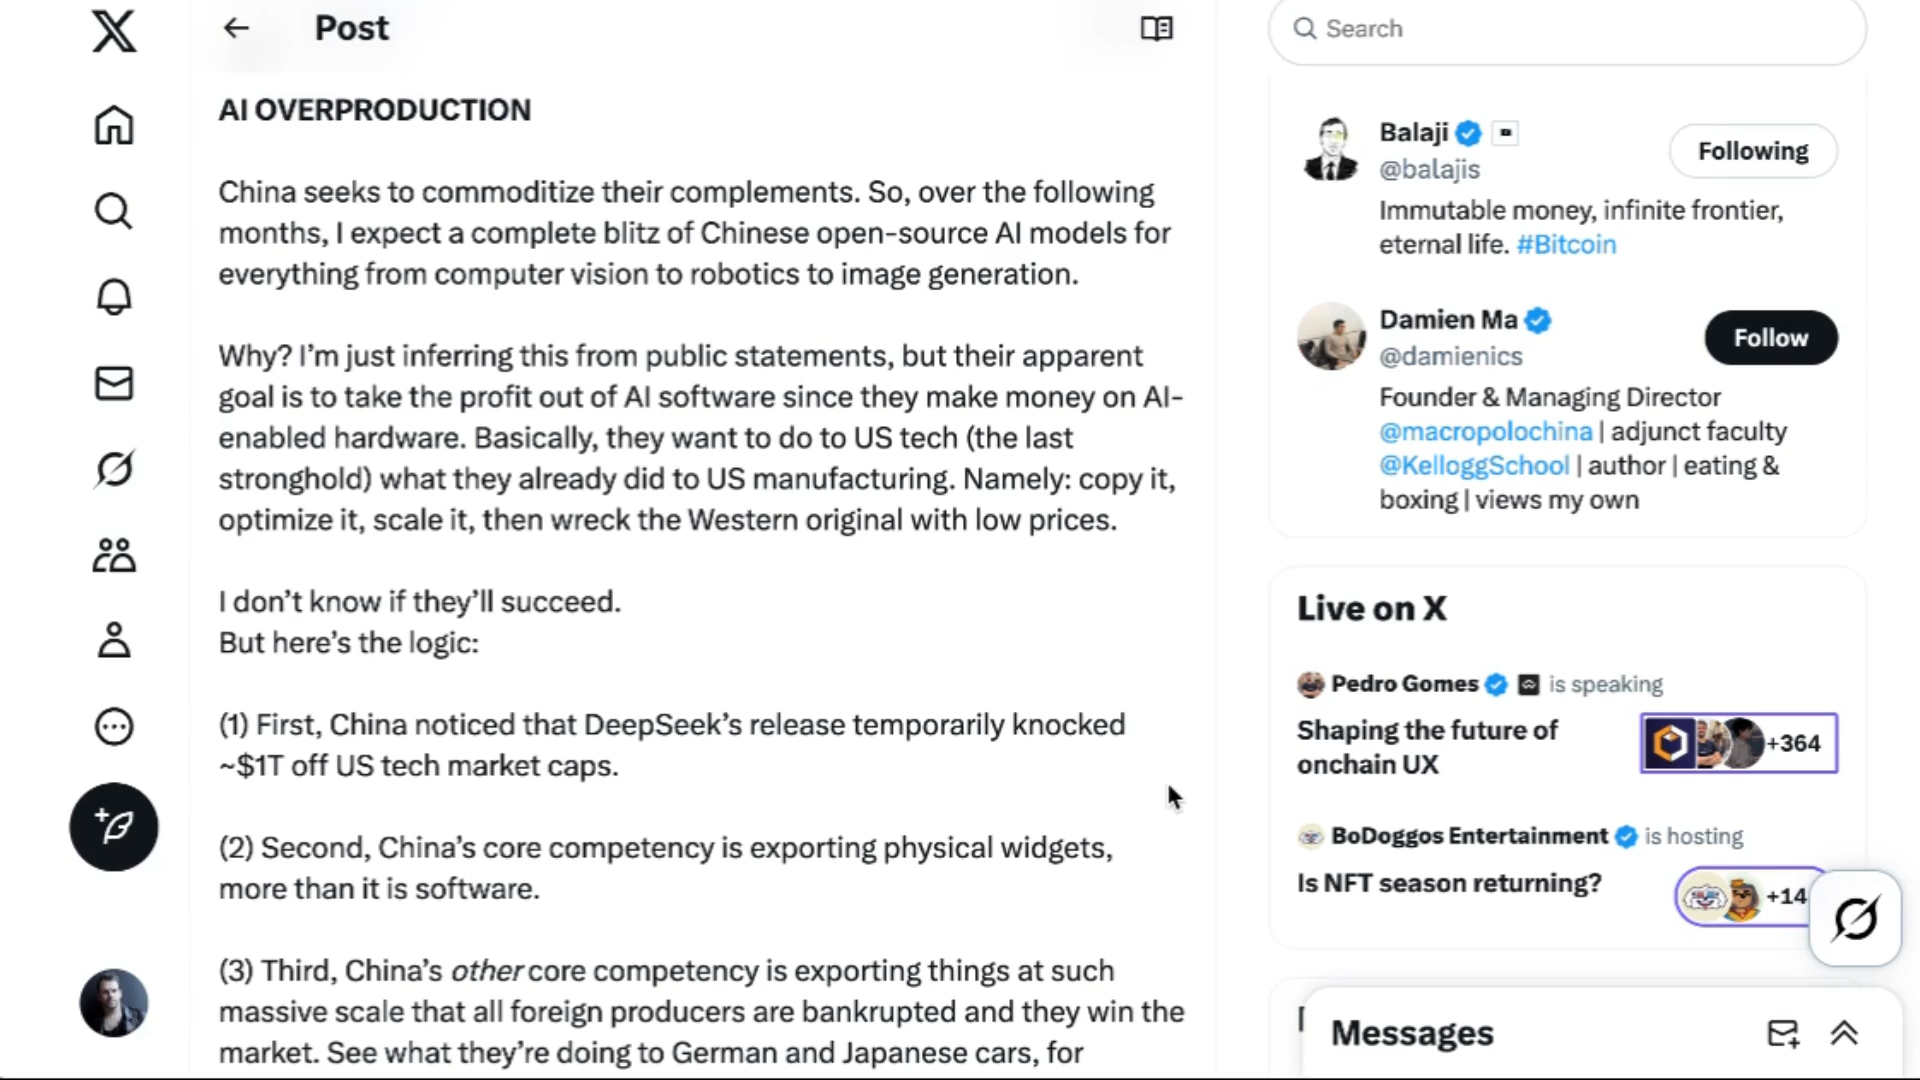 Post
Search
AI OVERPRODUCTION
China seeks to commoditize their complements. So, over the following
months, I expect a complete blitz of Chinese open-source AI models for
everything from computer vision to robotics to image generation.
Why? I'm just inferring this from public statements, but their apparent
goal is to take the profit out of AI software since they make money on AI-
enabled hardware. Basically, they want to do to US tech (the last
stronghold) what they already did to US manufacturing. Namely: copy it,
optimize it, scale it, then wreck the Western original with low prices.
I don't know if they'll succeed.
But here's the logic:
(1) First, China noticed that DeepSeek's release temporarily knocked
~$1T off US tech market caps.
(2) Second, China's core competency is exporting physical widgets,
more than it is software.
(3) Third, China's other core competency is exporting things at such
massive scale that all foreign producers are bankrupted and they win the
market. See what they're doing to German and Japanese cars, for
Balaji
@balajis
Following
Immutable money, infinite frontier,
eternal life. #Bitcoin
Damien Ma
@damienics
Follow
Founder & Managing Director
@macropolochina | adjunct faculty
@KelloggSchool | author | eating &
boxing | views my own
Live on X
Pedro Gomes is speaking
Shaping the future of
onchain UX
+364
BoDoggos Entertainment is hosting
Is NFT season returning?
+14
Messages